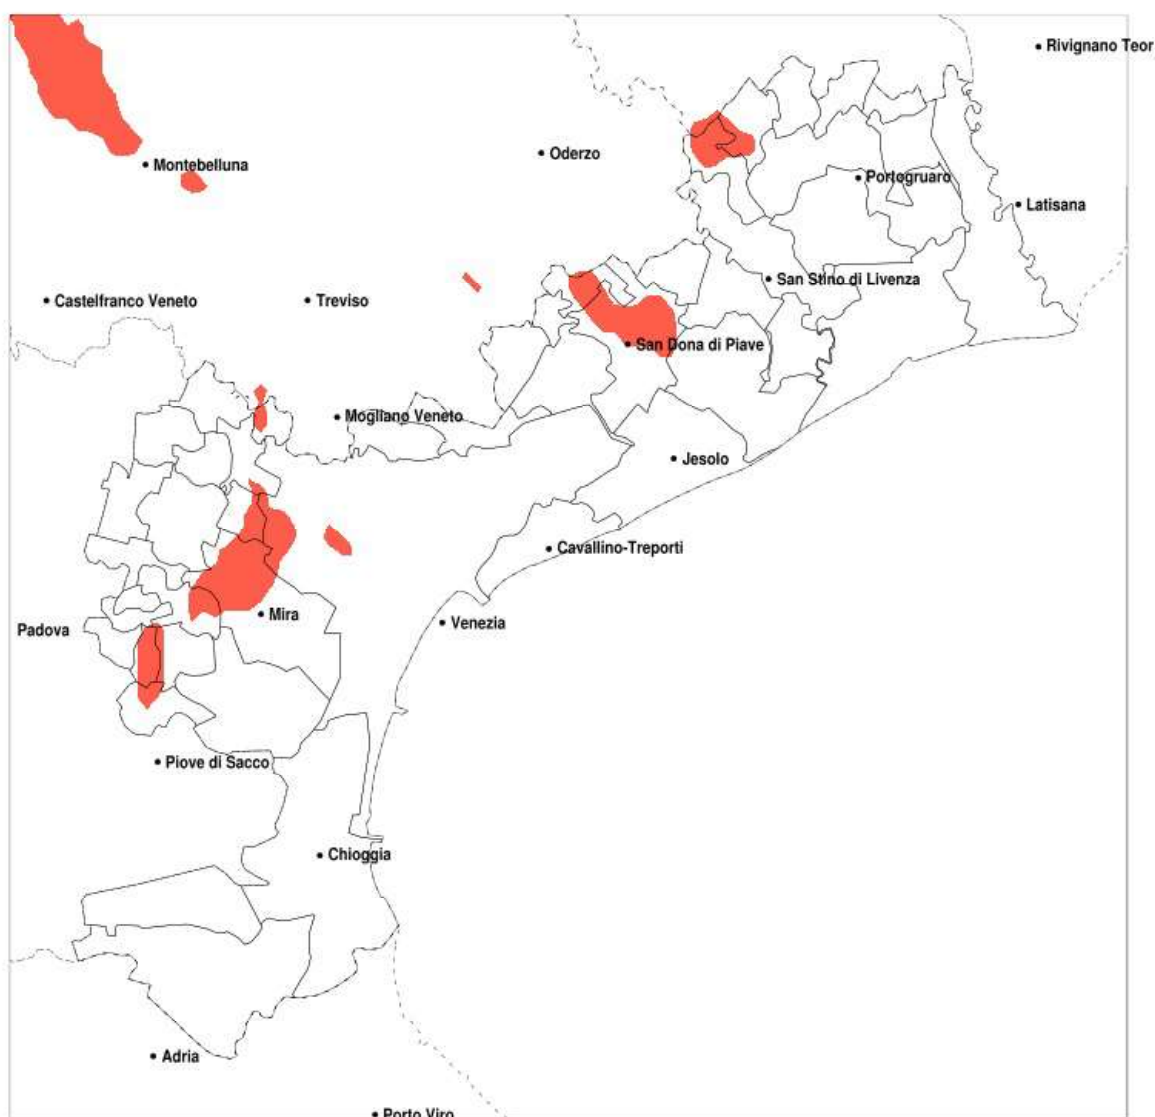 Rivignano Teor
Oderzo
Montebelluna
Portogruaro
Latisana
San Stino di Livenza
Castelfranco Veneto
Treviso
San Dona di Piave
Mogliano Veneto
Jesolo
Cavallino-Treporti
Mira
Venezia
Padova
Piove di Sacco
Chioggia
Adria
Porto Viro